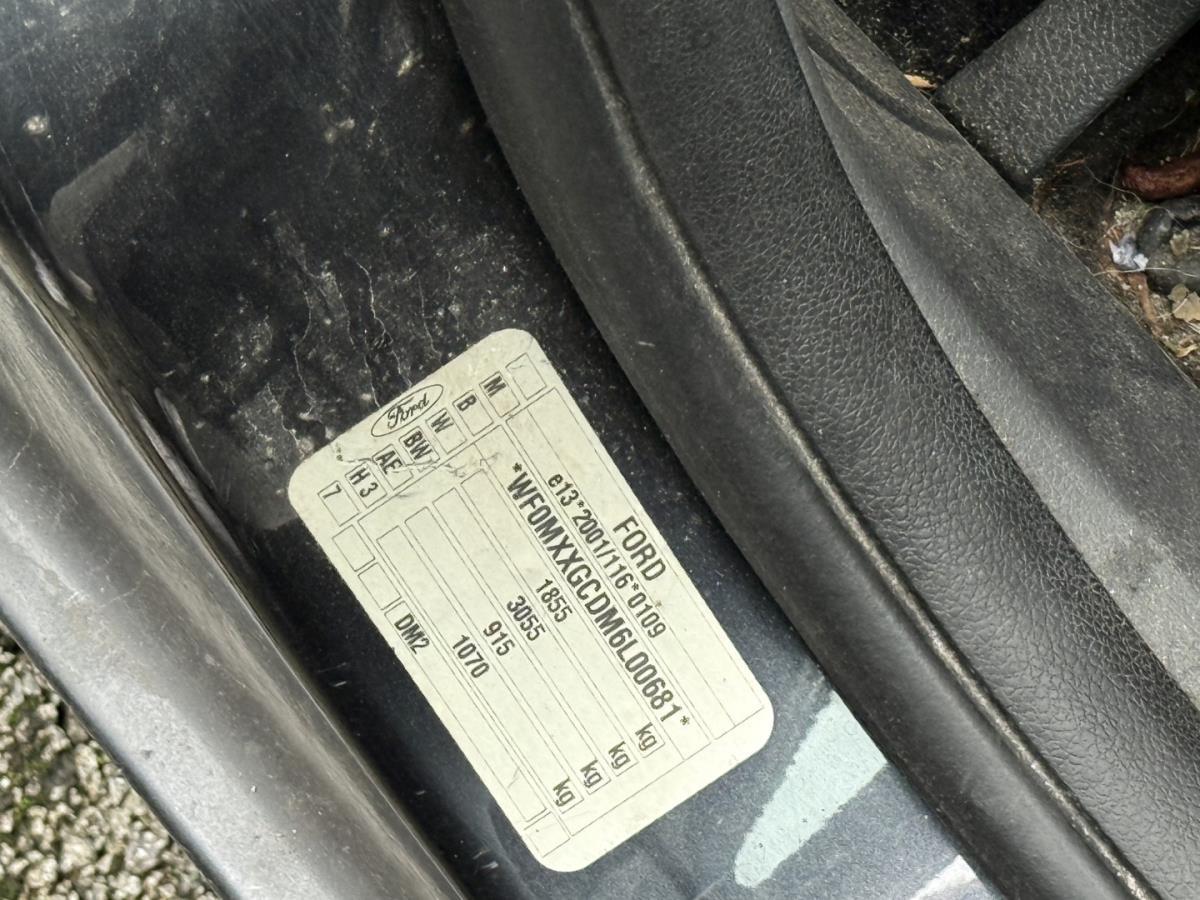 Ford
FORD
e13*2001/116*0109
*WF0MXXGCDM6L00681*
1855 kg
3055 kg
915 kg
1070 kg
DM2
M
B
W
BW
AE
H 3
7